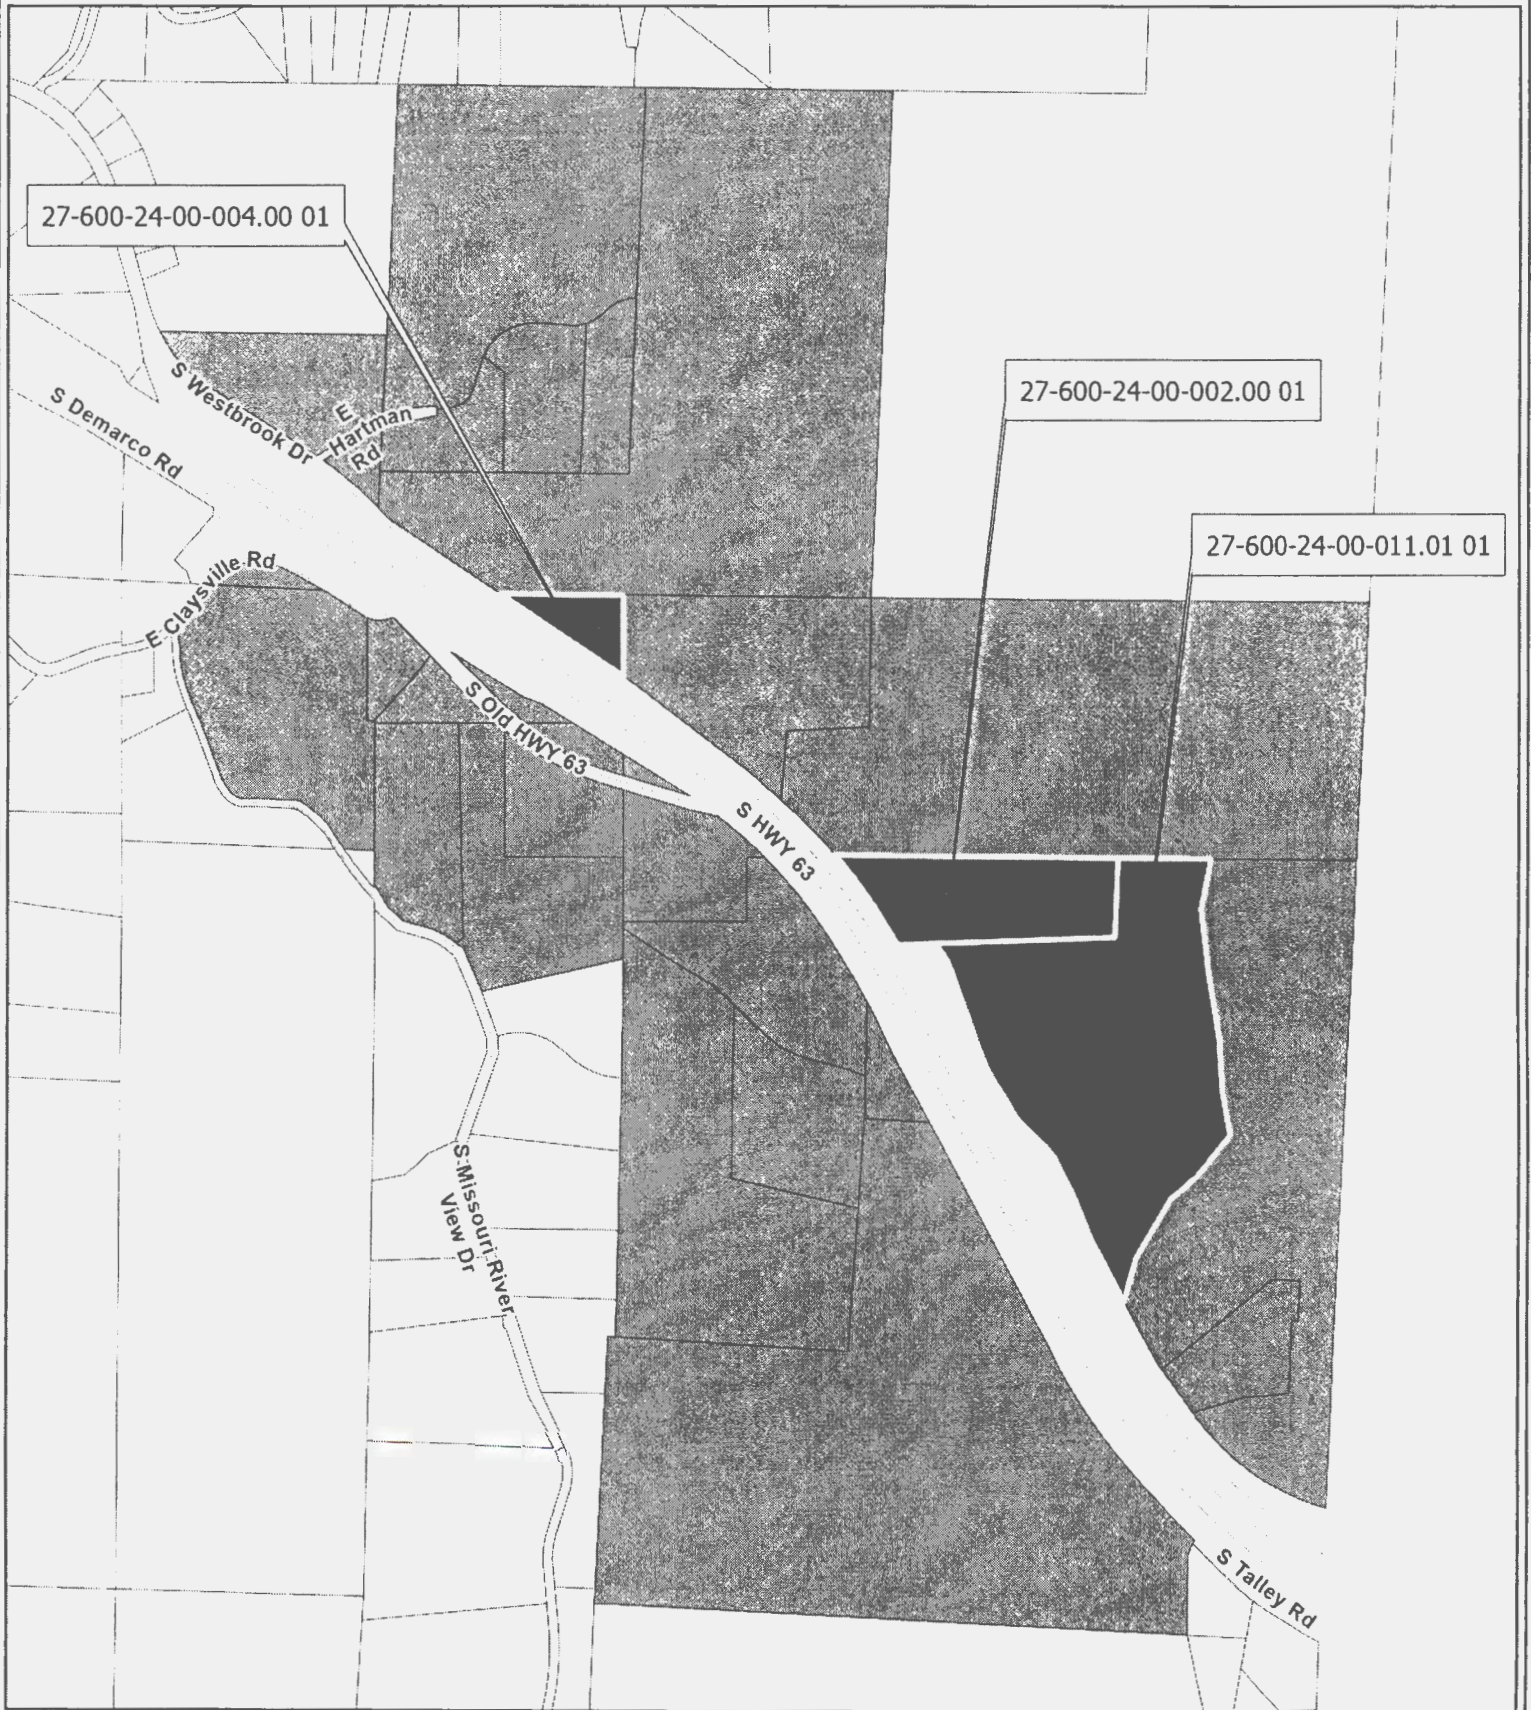 27-600-24-00-004.00 01
27-600-24-00-002.00 01
S Westbrook Dr
E
Hartman
Rd
S Demarco Rd
27-600-24-00-011.01 01
E Claysville Rd
S Old HWY 63
S HWY 63
S Missouri River
View Dr
S Talley Rd